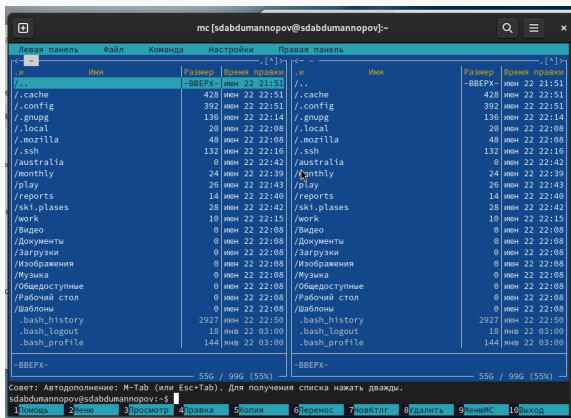 mc [sdabdumannopov@sdabdumannopov]:~
Левая панель Файл Команда Настройки Правая панель
<- ~ .[^]> <- ~ .[^]>
.и Имя Размер Время правки .и Имя Размер Время правки
/.. -ВВЕРХ- июн 22 21:51 /.. -ВВЕРХ- июн 22 21:51
/.cache 428 июн 22 22:51 /.cache 428 июн 22 22:51
/.config 392 июн 22 22:51 /.config 392 июн 22 22:51
/.gnupg 136 июн 22 22:14 /.gnupg 136 июн 22 22:14
/.local 20 июн 22 22:08 /.local 20 июн 22 22:08
/.mozilla 48 июн 22 22:08 /.mozilla 48 июн 22 22:08
/.ssh 132 июн 22 22:16 /.ssh 132 июн 22 22:16
/australia 0 июн 22 22:42 /australia 0 июн 22 22:42
/monthly 24 июн 22 22:39 /monthly 24 июн 22 22:39
/play 26 июн 22 22:43 /play 26 июн 22 22:43
/reports 14 июн 22 22:40 /reports 14 июн 22 22:40
/ski.plases 28 июн 22 22:42 /ski.plases 28 июн 22 22:42
/work 10 июн 22 22:15 /work 10 июн 22 22:15
/Видео 0 июн 22 22:08 /Видео 0 июн 22 22:08
/Документы 0 июн 22 22:08 /Документы 0 июн 22 22:08
/Загрузки 0 июн 22 22:08 /Загрузки 0 июн 22 22:08
/Изображения 0 июн 22 22:08 /Изображения 0 июн 22 22:08
/Музыка 0 июн 22 22:08 /Музыка 0 июн 22 22:08
/Общедоступные 0 июн 22 22:08 /Общедоступные 0 июн 22 22:08
/Рабочий стол 0 июн 22 22:08 /Рабочий стол 0 июн 22 22:08
/Шаблоны 0 июн 22 22:08 /Шаблоны 0 июн 22 22:08
.bash_history 2927 июн 22 22:50 .bash_history 2927 июн 22 22:50
.bash_logout 18 янв 22 03:00 .bash_logout 18 янв 22 03:00
.bash_profile 144 янв 22 03:00 .bash_profile 144 янв 22 03:00
-ВВЕРХ- -ВВЕРХ-
55G / 99G (55%) 55G / 99G (55%)
Совет: Автодополнение: M-Tab (или Esc+Tab). Для получения списка нажать дважды.
sdabdumannopov@sdabdumannopov:~$
1Помощь 2Меню 3Просмотр 4Правка 5Копия 6Перенос 7НовКтлг 8Удалить 9МенюMC 10Выход